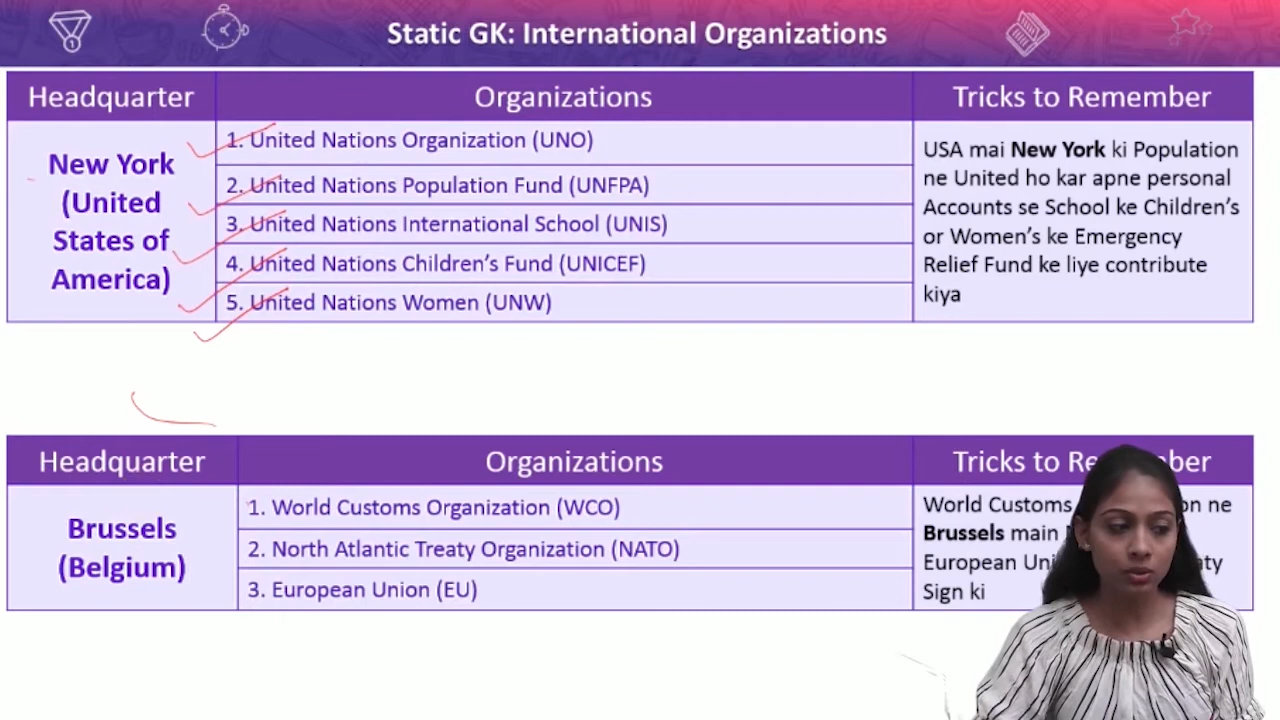 Static GK: International Organizations
Headquarter
Organizations
Tricks to Remember
New York
(United
States of
America)
1. United Nations Organization (UNO)
2. United Nations Population Fund (UNFPA)
3. United Nations International School (UNIS)
4. United Nations Children's Fund (UNICEF)
5. United Nations Women (UNW)
USA mai New York ki Population
ne United ho kar apne personal
Accounts se School ke Children's
or Women's ke Emergency
Relief Fund ke liye contribute
kiya
Headquarter
Organizations
Tricks to
Brussels
(Belgium)
1. World Customs Organization (WCO)
2. North Atlantic Treaty Organization (NATO)
3. European Union (EU)
World Customs ne
Brussels main
European
Sign ki